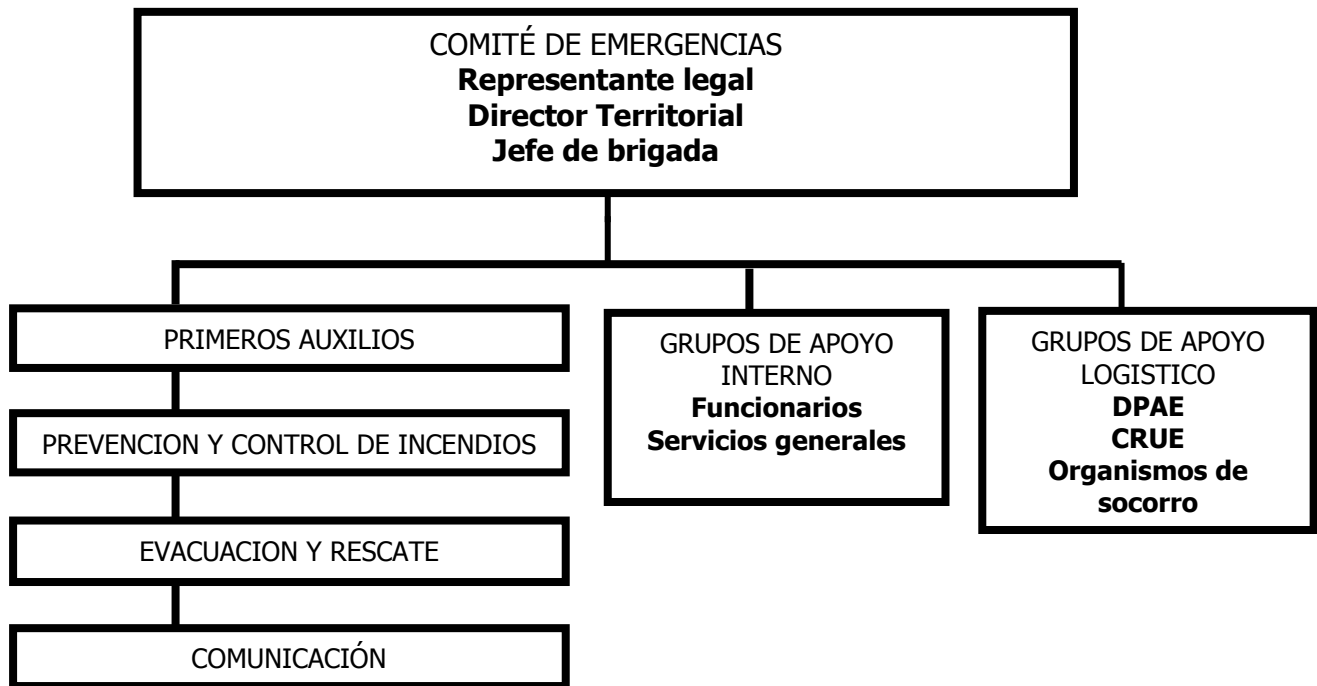 COMITÉ DE EMERGENCIAS
Representante legal
Director Territorial
Jefe de brigada
PRIMEROS AUXILIOS
PREVENCION Y CONTROL DE INCENDIOS
EVACUACION Y RESCATE
COMUNICACIÓN
GRUPOS DE APOYO
INTERNO
Funcionarios
Servicios generales
GRUPOS DE APOYO
LOGISTICO
DPAE
CRUE
Organismos de
socorro